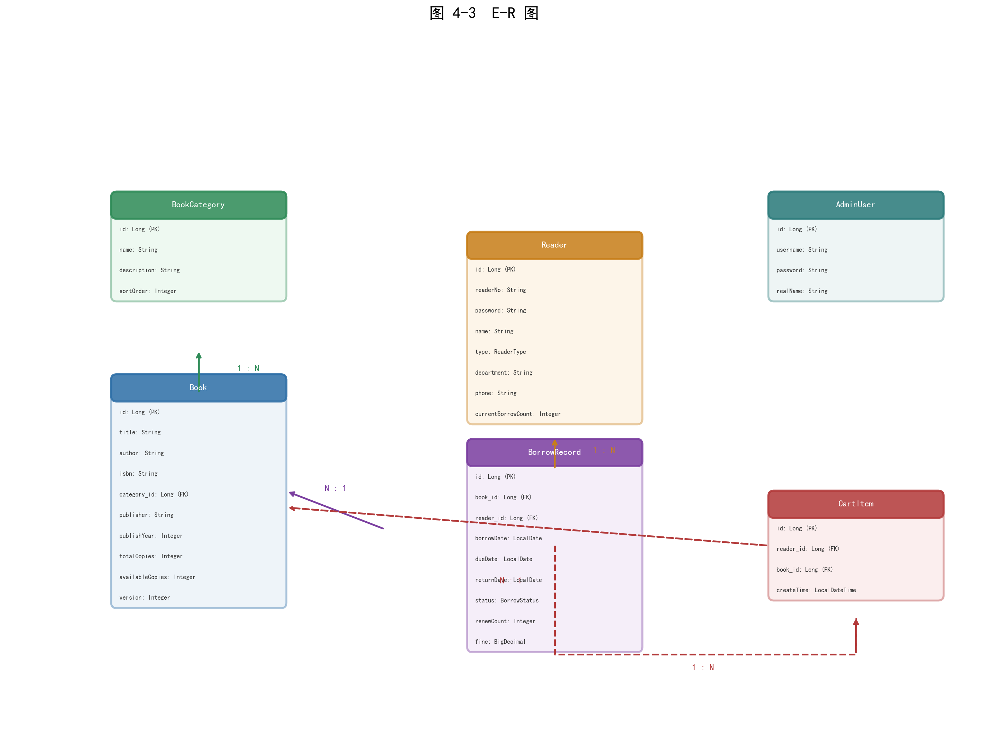 图 4-3  E-R 图
BookCategory
id: Long (PK)
name: String
description: String
sortOrder: Integer
Reader
id: Long (PK)
readerNo: String
password: String
name: String
type: ReaderType
department: String
phone: String
currentBorrowCount: Integer
AdminUser
id: Long (PK)
username: String
password: String
realName: String
1 : N
Book
id: Long (PK)
title: String
author: String
isbn: String
category_id: Long (FK)
publisher: String
publishYear: Integer
totalCopies: Integer
availableCopies: Integer
version: Integer
N : 1
BorrowRecord
1 : N
id: Long (PK)
book_id: Long (FK)
reader_id: Long (FK)
borrowDate: LocalDate
dueDate: LocalDate
returnDate: LocalDate
N : 1
status: BorrowStatus
renewCount: Integer
fine: BigDecimal
CartItem
id: Long (PK)
reader_id: Long (FK)
book_id: Long (FK)
createTime: LocalDateTime
1 : N